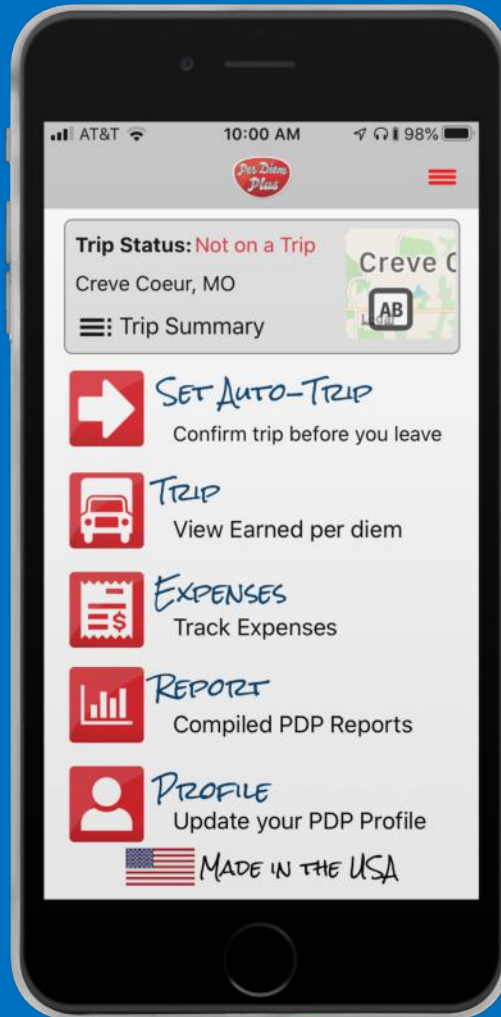 AT&T 10:00 AM 98%
Per Diem
Plus
Trip Status: Not on a Trip
Creve Coeur, MO
Creve C
AB
Trip Summary
SET AUTO-TRIP
Confirm trip before you leave
TRIP
View Earned per diem
EXPENSES
$
Track Expenses
REPORT
Compiled PDP Reports
PROFILE
Update your PDP Profile
MADE IN THE USA